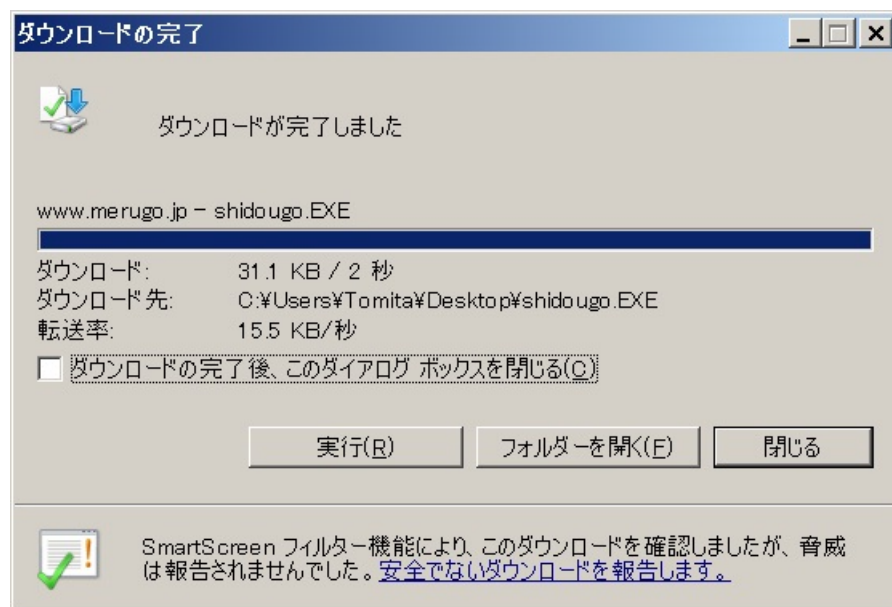 ダウンロードの完了
ダウンロードが完了しました
www.merugo.jp - shidougo.EXE
ダウンロード: 31.1 KB / 2 秒
ダウンロード先: C:¥Users¥Tomita¥Desktop¥shidougo.EXE
転送率: 15.5 KB/秒
ダウンロードの完了後、このダイアログ ボックスを閉じる(C)
実行(R) フォルダーを開く(F) 閉じる
SmartScreen フィルター機能により、このダウンロードを確認しましたが、脅威
は報告されませんでした。安全でないダウンロードを報告します。